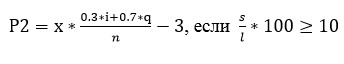 P2 = x * (0.3*i+0.7*q)/n − 3, если s/l * 100 ≥ 10